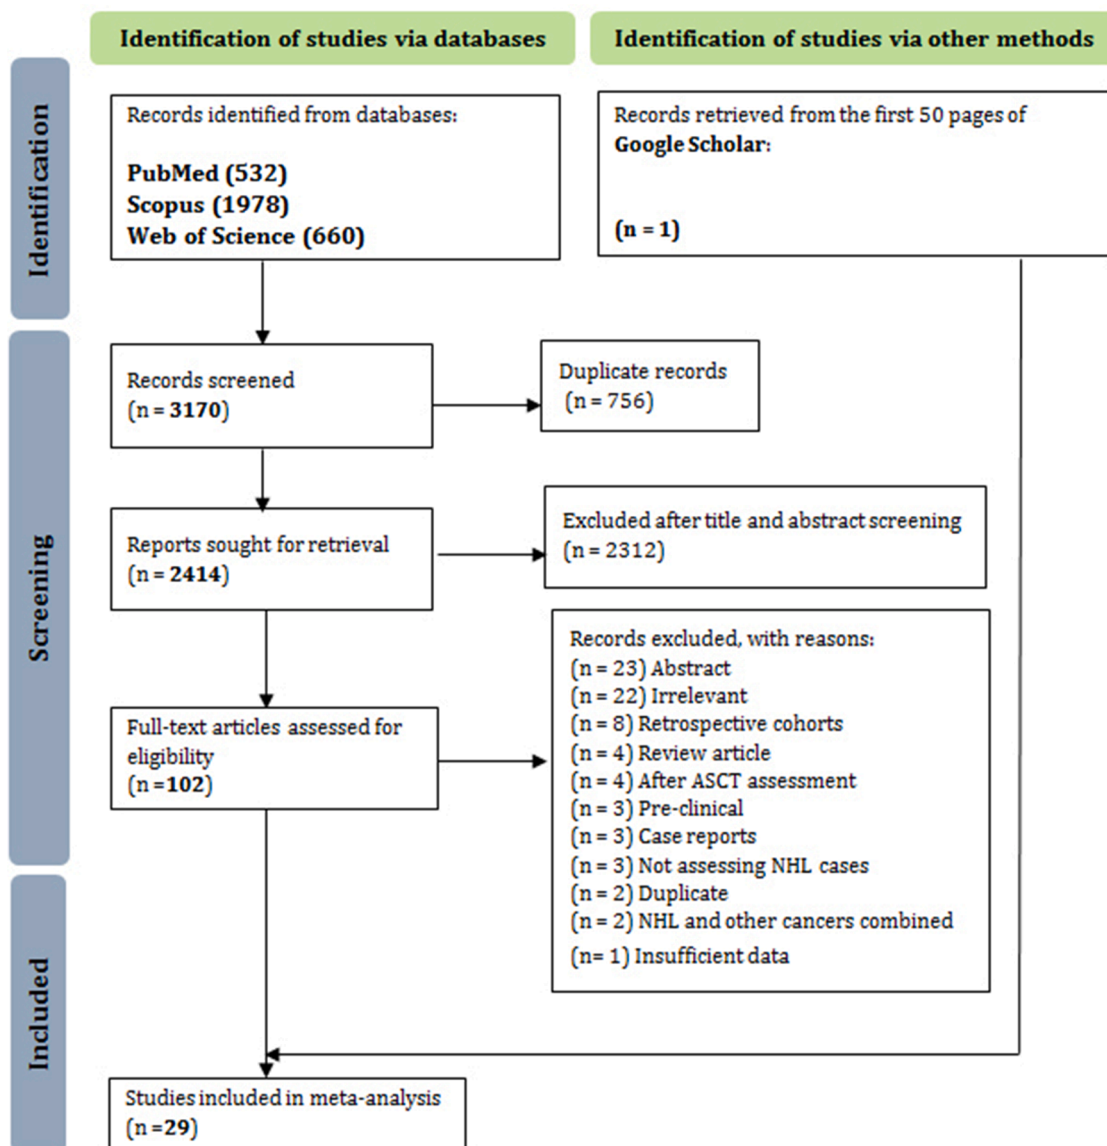 Identification of studies via databases
Identification of studies via other methods
Identification
Records identified from databases:
PubMed (532)
Scopus (1978)
Web of Science (660)
Records retrieved from the first 50 pages of
Google Scholar:
(n = 1)
Screening
Records screened
(n = 3170)
Duplicate records
(n = 756)
Reports sought for retrieval
(n = 2414)
Excluded after title and abstract screening
(n = 2312)
Full-text articles assessed for
eligibility
(n =102)
Records excluded, with reasons:
(n = 23) Abstract
(n = 22) Irrelevant
(n = 8) Retrospective cohorts
(n = 4) Review article
(n = 4) After ASCT assessment
(n = 3) Pre-clinical
(n = 3) Case reports
(n = 3) Not assessing NHL cases
(n = 2) Duplicate
(n = 2) NHL and other cancers combined
(n= 1) Insufficient data
Included
Studies included in meta-analysis
(n =29)